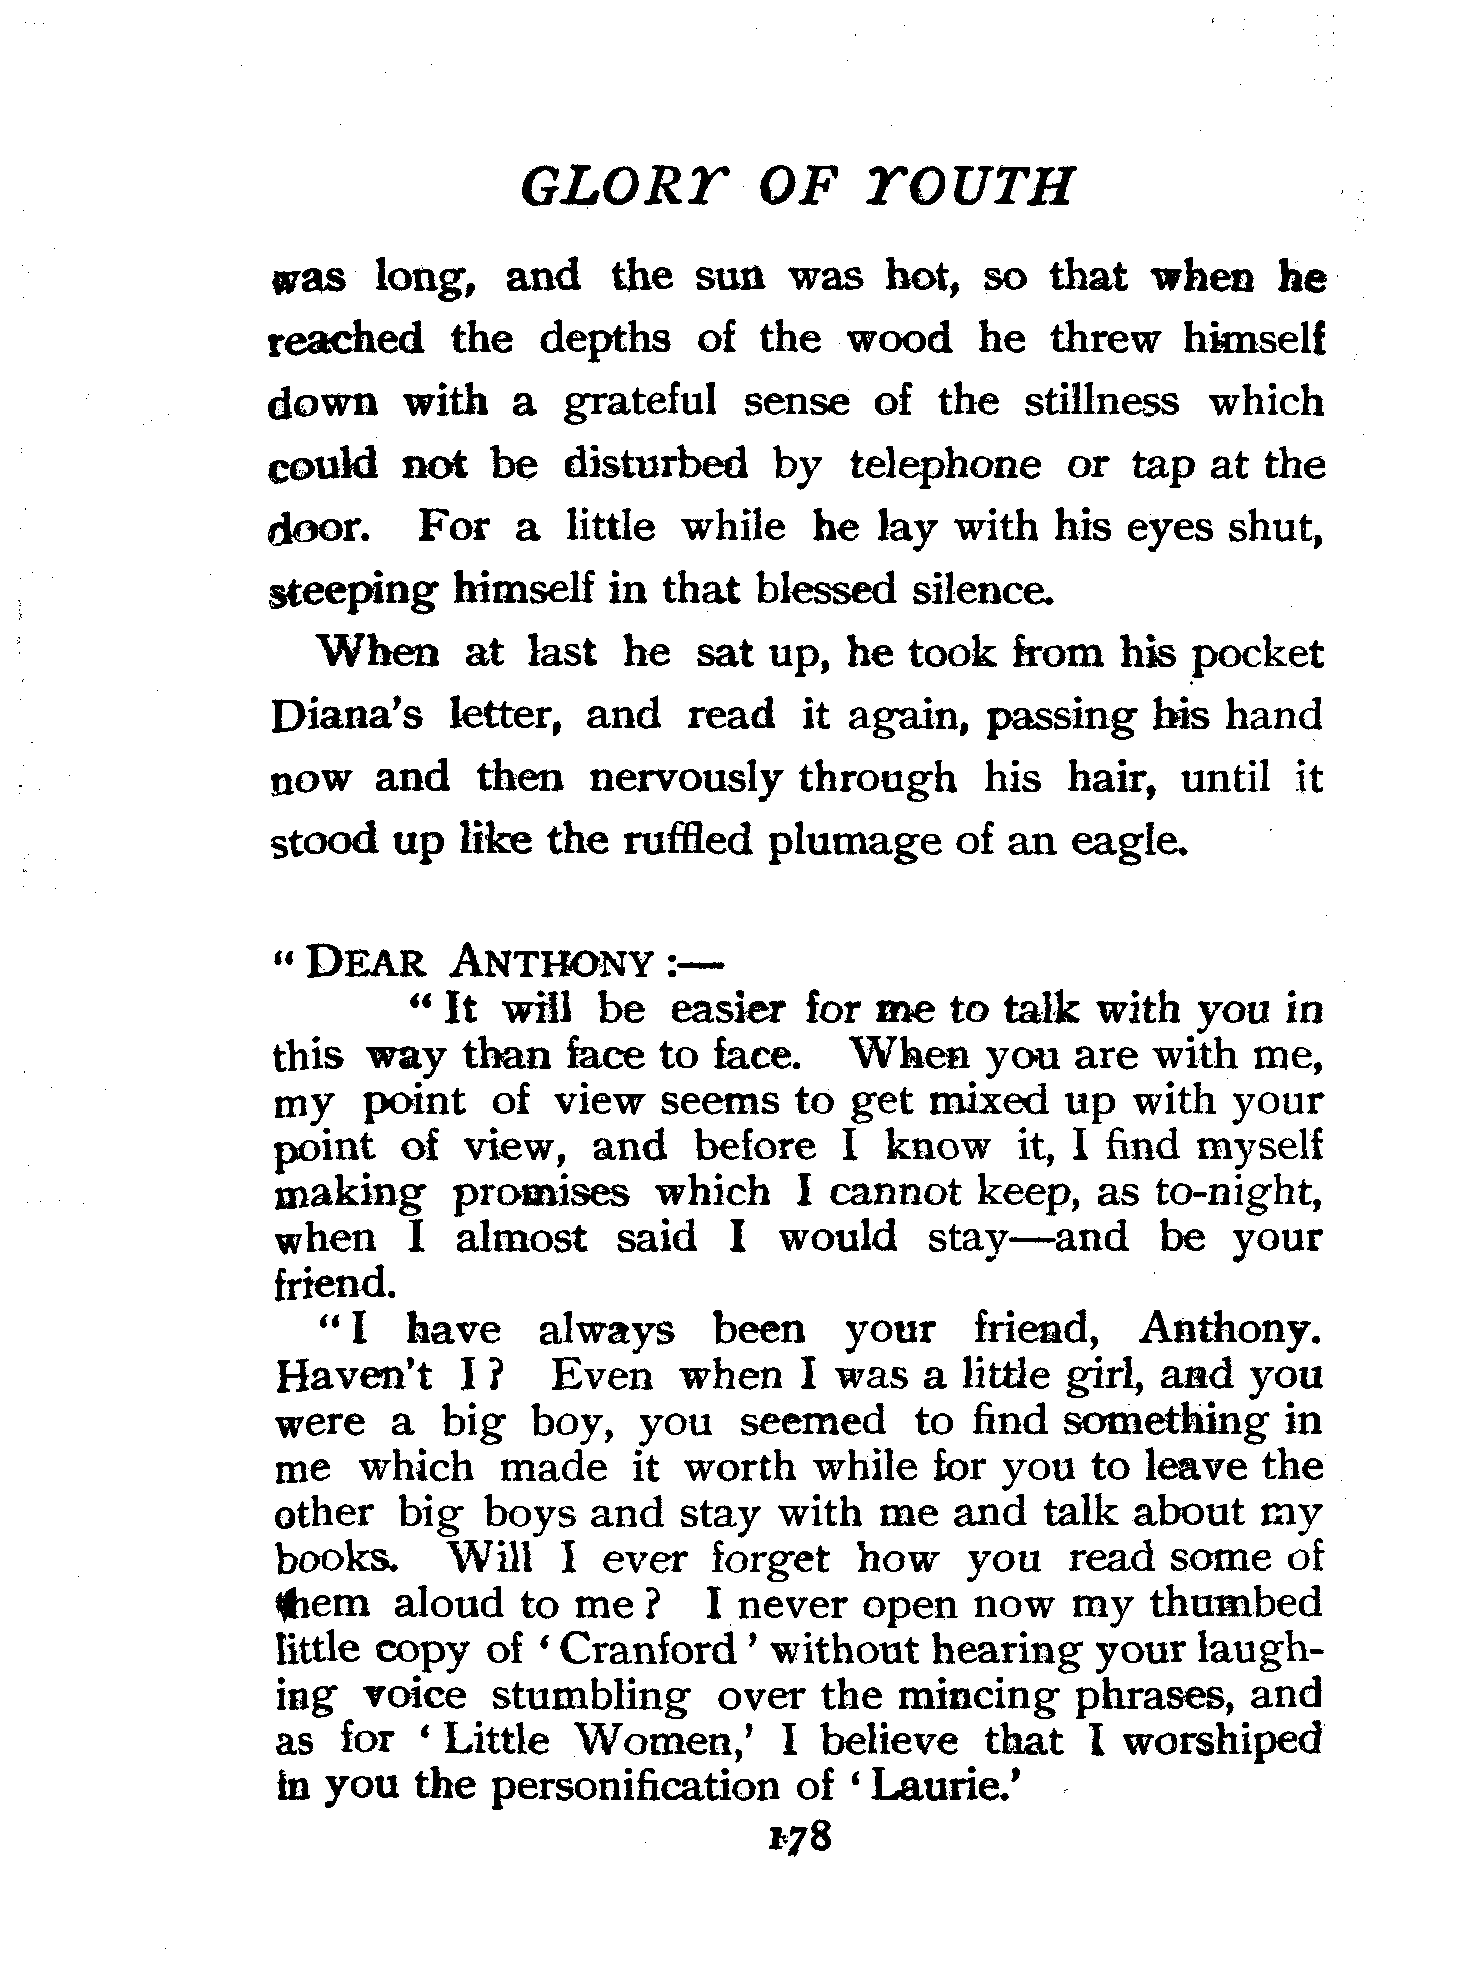 GLORY OF YOUTH
was long, and the sun was hot, so that when he
reached the depths of the wood he threw himself
down with a grateful sense of the stillness which
could not be disturbed by telephone or tap at the
door. For a little while he lay with his eyes shut,
steeping himself in that blessed silence.
When at last he sat up, he took from his pocket
Diana's letter, and read it again, passing his hand
now and then nervously through his hair, until it
stood up like the ruffled plumage of an eagle.
“ DEAR ANTHONY :—
“ It will be easier for me to talk with you in
this way than face to face. When you are with me,
my point of view seems to get mixed up with your
point of view, and before I know it, I find myself
making promises which I cannot keep, as to-night,
when I almost said I would stay—and be your
friend.
“ I have always been your friend, Anthony.
Haven't I ? Even when I was a little girl, and you
were a big boy, you seemed to find something in
me which made it worth while for you to leave the
other big boys and stay with me and talk about my
books. Will I ever forget how you read some of
them aloud to me ? I never open now my thumbed
little copy of ‘ Cranford ’ without hearing your laugh-
ing voice stumbling over the mincing phrases, and
as for ‘ Little Women,’ I believe that I worshiped
in you the personification of ‘ Laurie.’
178